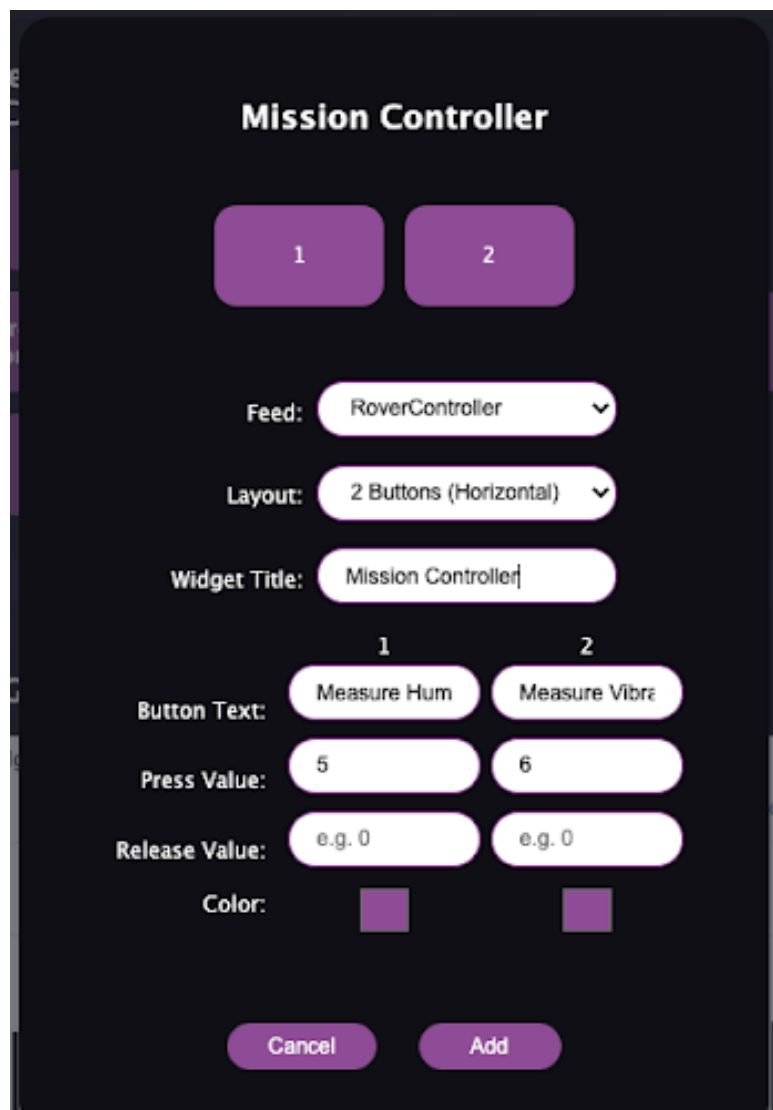 Mission Controller
1 2
Feed: RoverController
Layout: 2 Buttons (Horizontal)
Widget Title: Mission Controller
1 2
Button Text: Measure Hum Measure Vibra
Press Value: 5 6
Release Value: e.g. 0 e.g. 0
Color:
Cancel Add